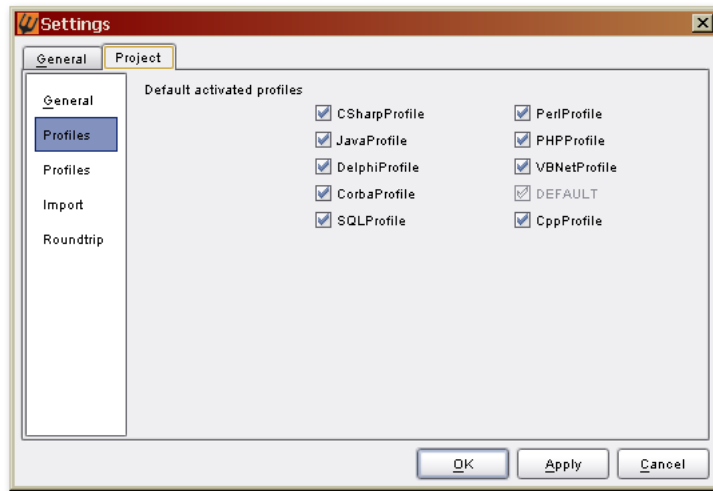 Settings
General Project
General
Profiles
Profiles
Import
Roundtrip
Default activated profiles
CSharpProfile PerlProfile
JavaProfile PHPProfile
DelphiProfile VBNetProfile
CorbaProfile DEFAULT
SQLProfile CppProfile
OK Apply Cancel